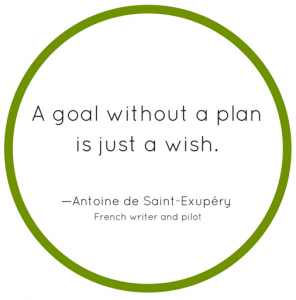 A goal without a plan
is just a wish.
—Antoine de Saint-Exupéry
French writer and pilot